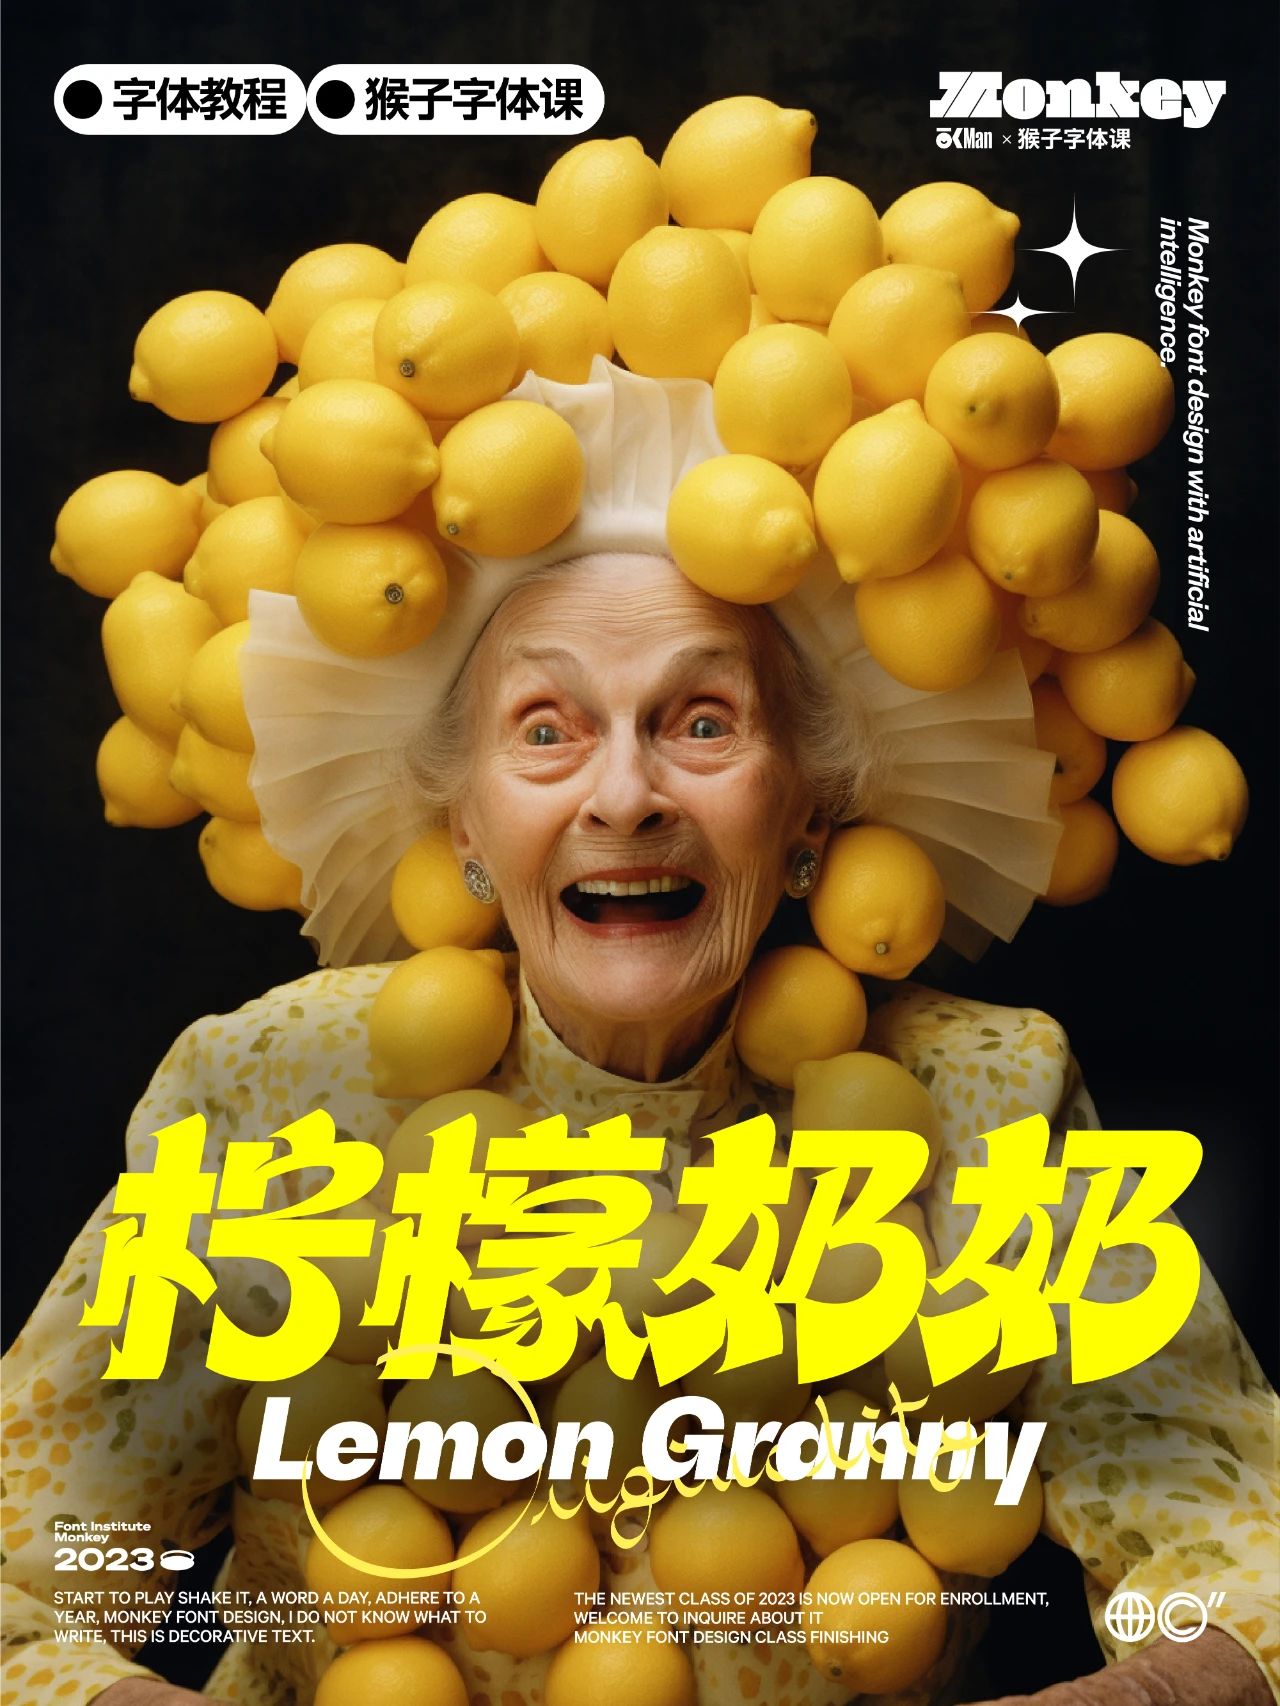 字体教程 猴子字体课
Monkey
OKMan × 猴子字体课
Monkey font design with artificial
intelligence.
柠檬奶奶
Lemon Granny
Font Institute
Monkey
2023
START TO PLAY SHAKE IT, A WORD A DAY, ADHERE TO A
YEAR, MONKEY FONT DESIGN, I DO NOT KNOW WHAT TO
WRITE, THIS IS DECORATIVE TEXT.
THE NEWEST CLASS OF 2023 IS NOW OPEN FOR ENROLLMENT,
WELCOME TO INQUIRE ABOUT IT
MONKEY FONT DESIGN CLASS FINISHING
©"